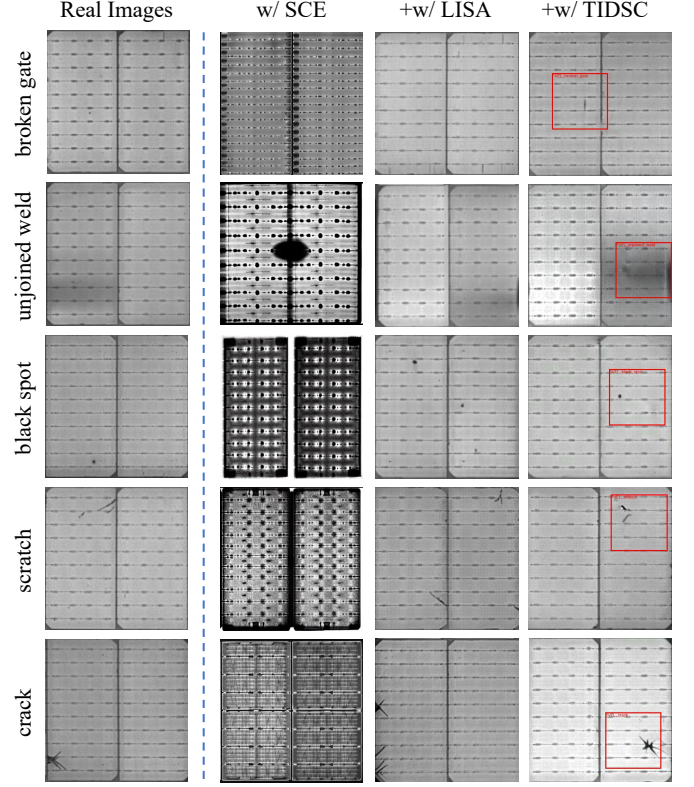 Real Images
w/ SCE
+w/ LISA
+w/ TIDSC
broken gate
unjoined weld
black spot
scratch
crack